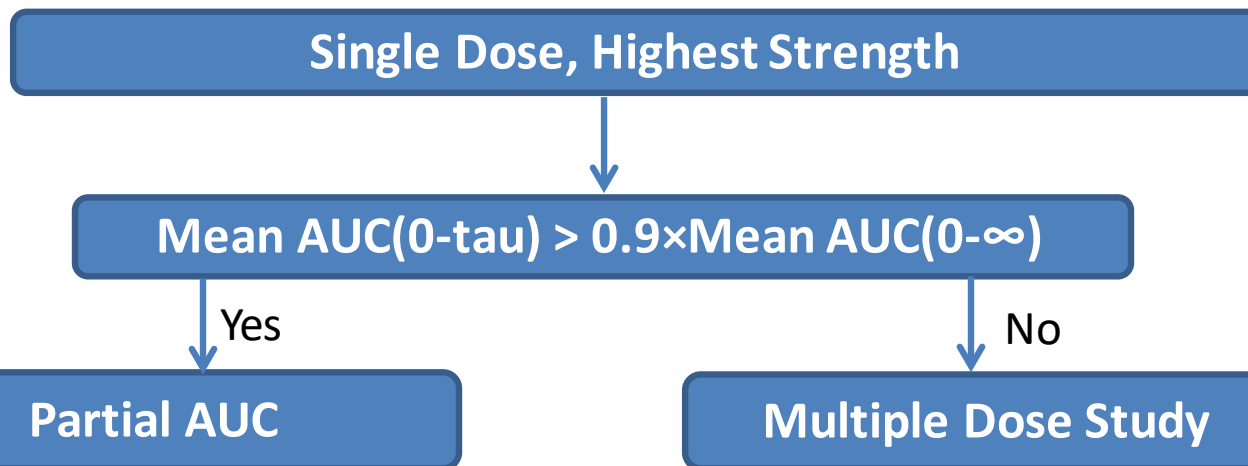 Single Dose, Highest Strength
Mean AUC(0-tau) > 0.9×Mean AUC(0-∞)
Yes
No
Partial AUC
Multiple Dose Study